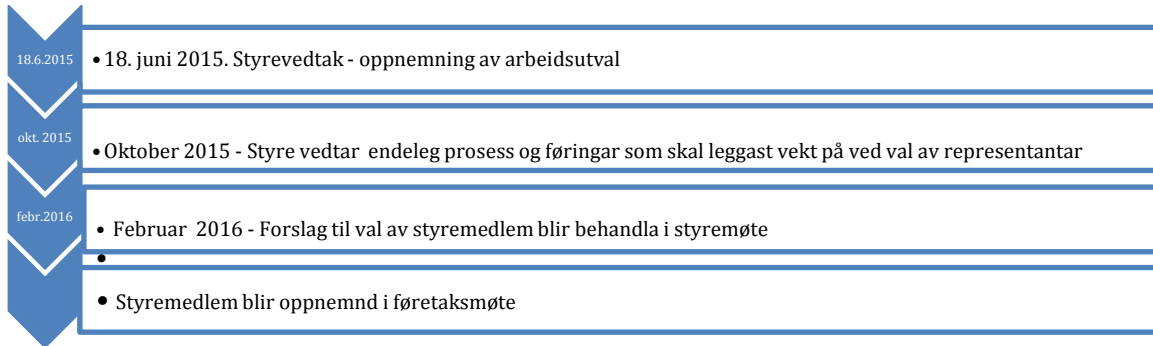 18.6.2015
• 18. juni 2015. Styrevedtak - oppnemning av arbeidsutval
okt. 2015
• Oktober 2015 - Styre vedtar  endeleg prosess og føringar som skal leggast vekt på ved val av representantar
febr.2016
• Februar  2016 - Forslag til val av styremedlem blir behandla i styremøte
•
• Styremedlem blir oppnemnd i føretaksmøte